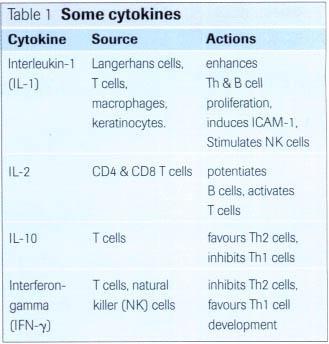 Table 1 Some cytokines
Cytokine Source Actions
Interleukin-1 Langerhans cells, enhances
(IL-1) T cells, Th & B cell
macrophages, proliferation,
keratinocytes. induces ICAM-1,
Stimulates NK cells
IL-2 CD4 & CD8 T cells potentiates
B cells, activates
T cells
IL-10 T cells favours Th2 cells,
inhibits Th1 cells
Interferon- T cells, natural inhibits Th2 cells,
gamma killer (NK) cells favours Th1 cell
(IFN-γ) development